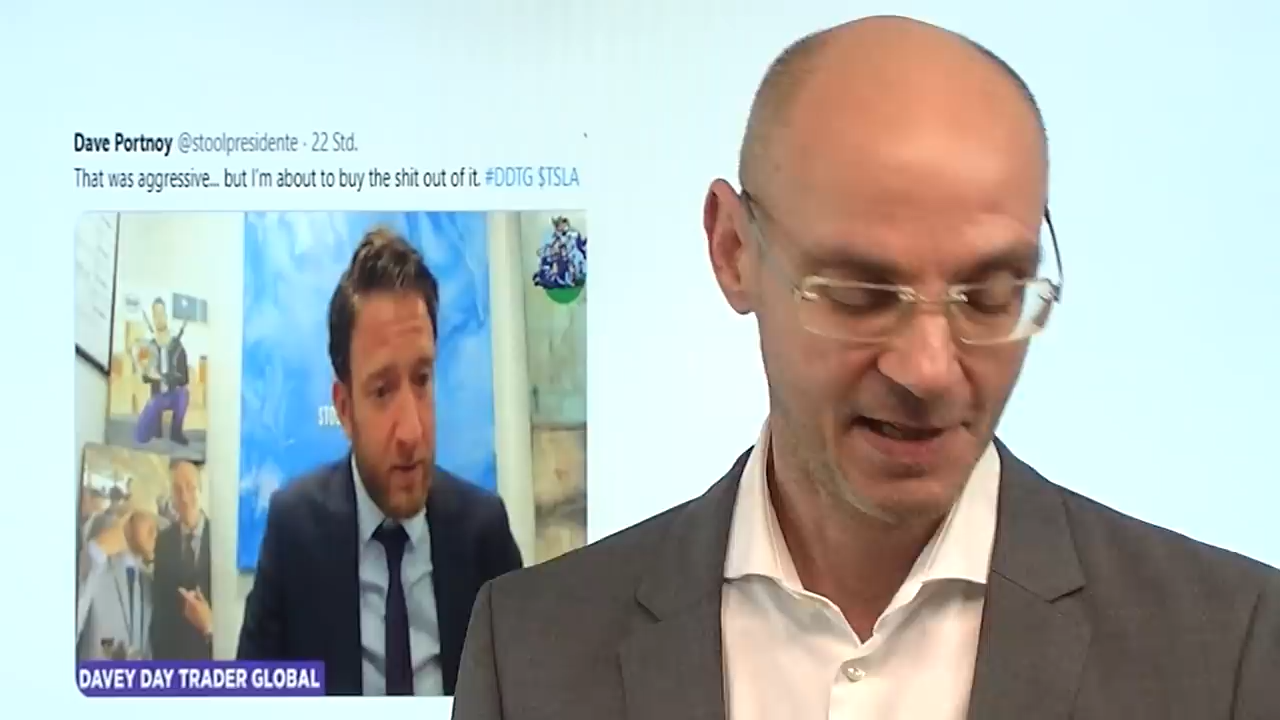 Dave Portnoy @stoolpresidente · 22 Std.
That was aggressive... but I'm about to buy the shit out of it. #DDTG $TSLA
STOO
DAVEY DAY TRADER GLOBAL